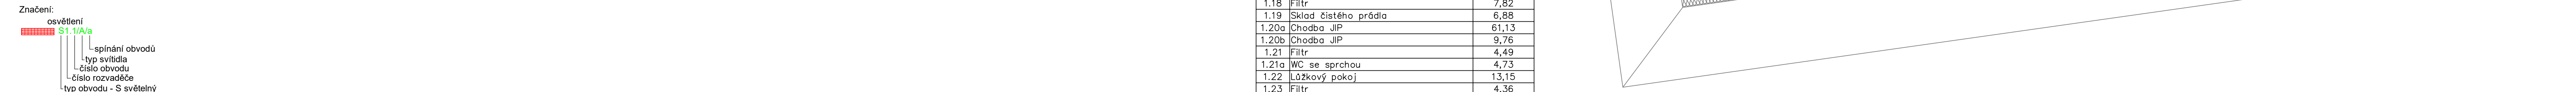 Značení:
osvětlení
S1.1/A/a
spínání obvodů
typ svítidla
číslo obvodu
číslo rozvaděče
typ obvodu - S světelný
1.18 Filtr 7,82
1.19 Sklad čistého prádla 6,88
1.20a Chodba JIP 61,13
1.20b Chodba JIP 9,76
1.21 Filtr 4,49
1.21a WC se sprchou 4,73
1.22 Lůžkový pokoj 13,15
1.23 Filtr 4,36